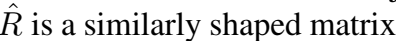 R̂ is a similarly shaped matrix